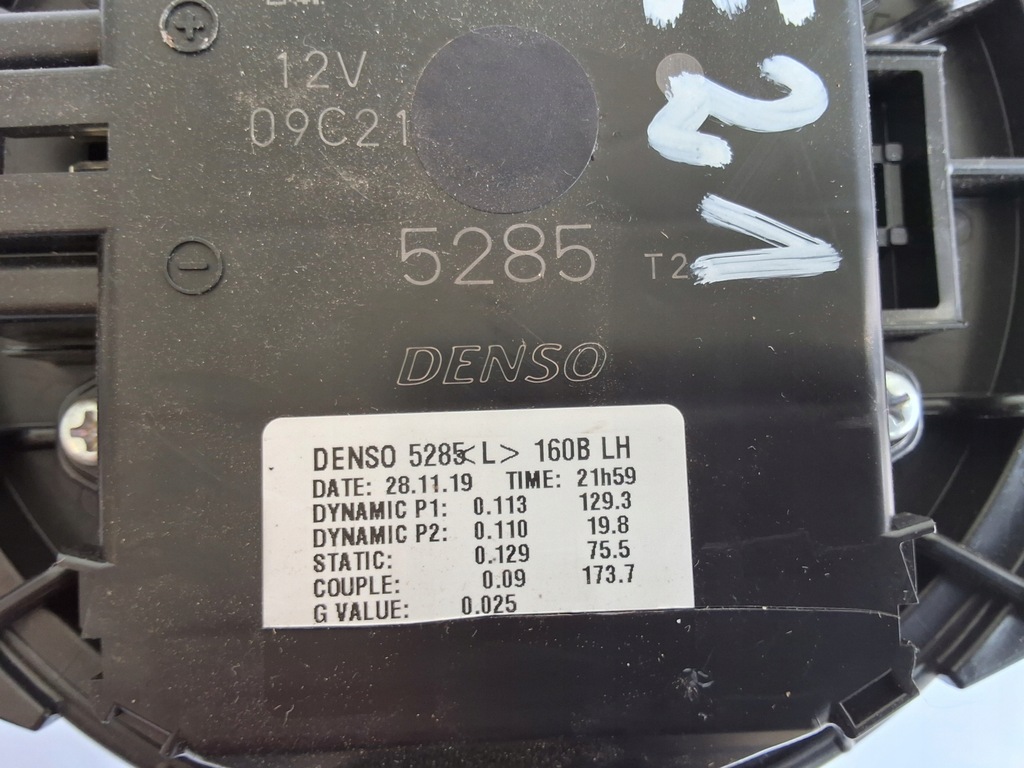 +
12V
09C21
−
5285 T2
DENSO
DENSO 5285<L> 160B LH
DATE: 28.11.19 TIME: 21h59
DYNAMIC P1: 0.113 129.3
DYNAMIC P2: 0.110 19.8
STATIC: 0.129 75.5
COUPLE: 0.09 173.7
G VALUE: 0.025